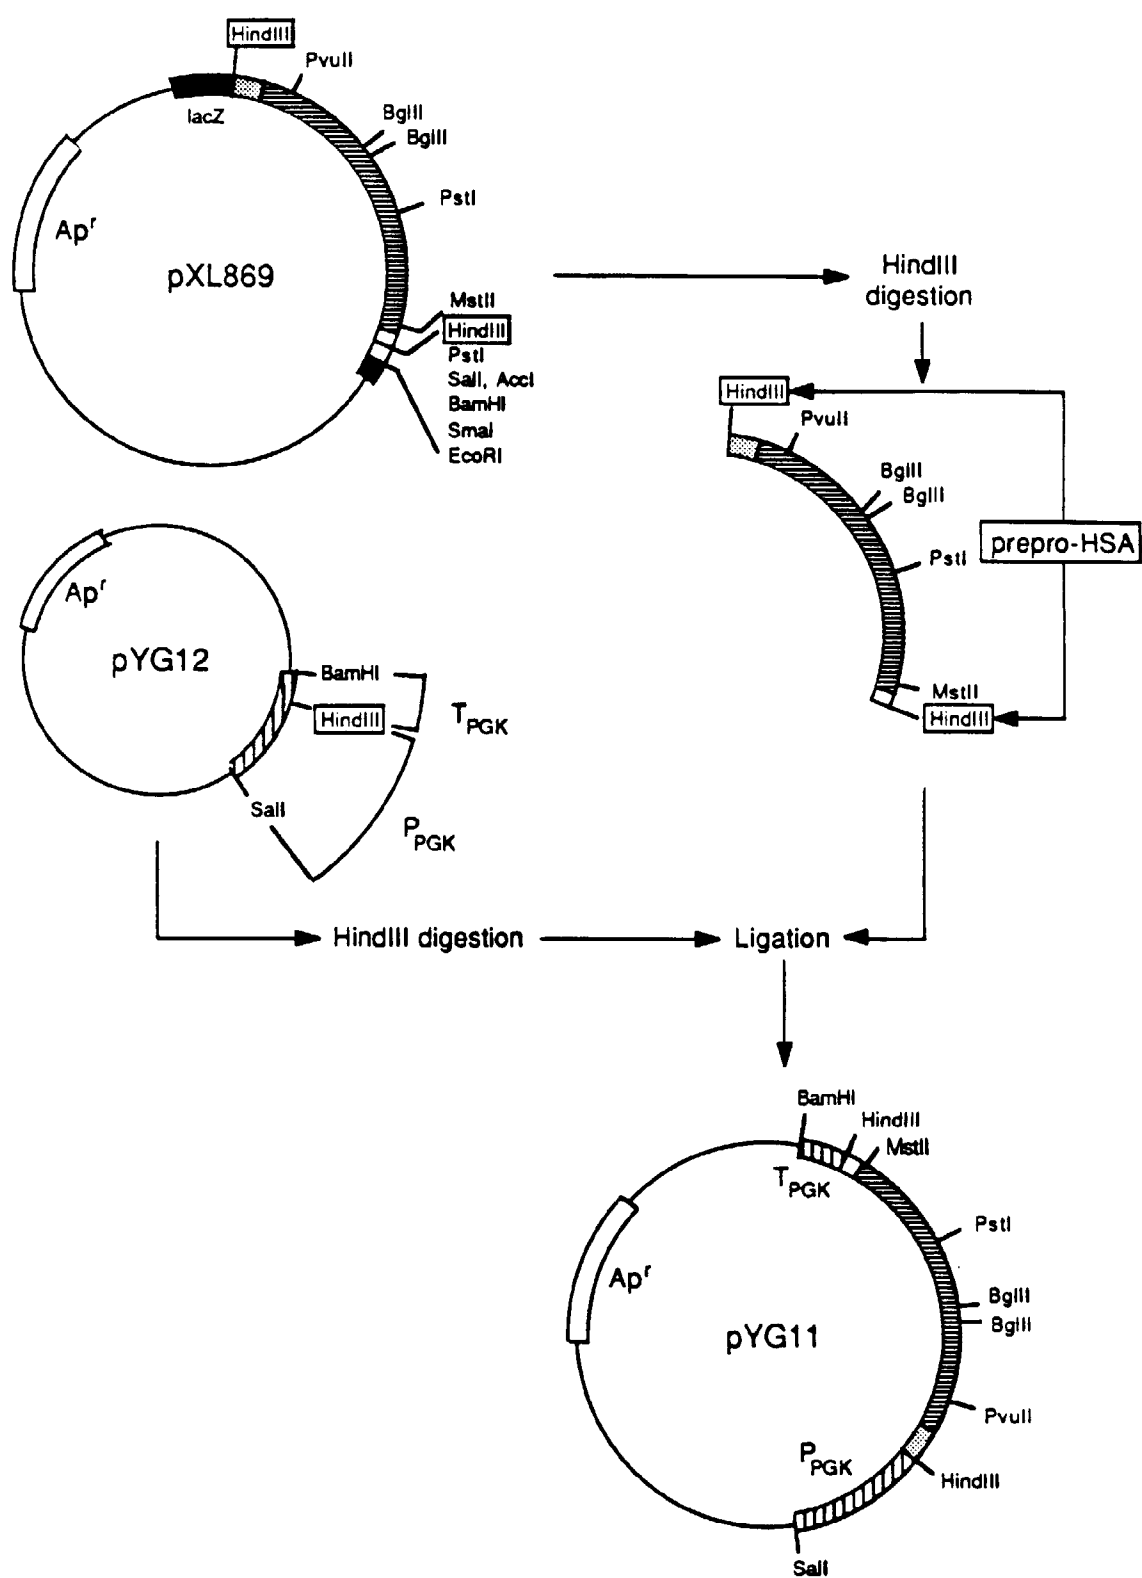 HindIII
PvuII
lacZ
BglII
BglII
PstI
Ap^r
pXL869
MstII
HindIII
PstI
SalI, AccI
BamHI
SmaI
EcoRI
HindIII
digestion
HindIII
PvuII
BglII
BglII
prepro-HSA
PstI
MstII
HindIII
Ap^r
pYG12
BamHI
HindIII
T_PGK
SalI
P_PGK
HindIII digestion
Ligation
BamHI
HindIII
MstII
T_PGK
PstI
Ap^r
BglII
BglII
pYG11
PvuII
P_PGK
HindIII
SalI